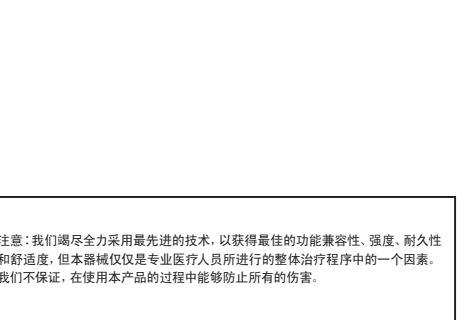 注意：我们竭尽全力采用最先进的技术，以获得最佳的功能兼容性、强度、耐久性
和舒适度，但本器械仅仅是专业医疗人员所进行的整体治疗程序中的一个因素。
我们不保证，在使用本产品的过程中能够防止所有的伤害。